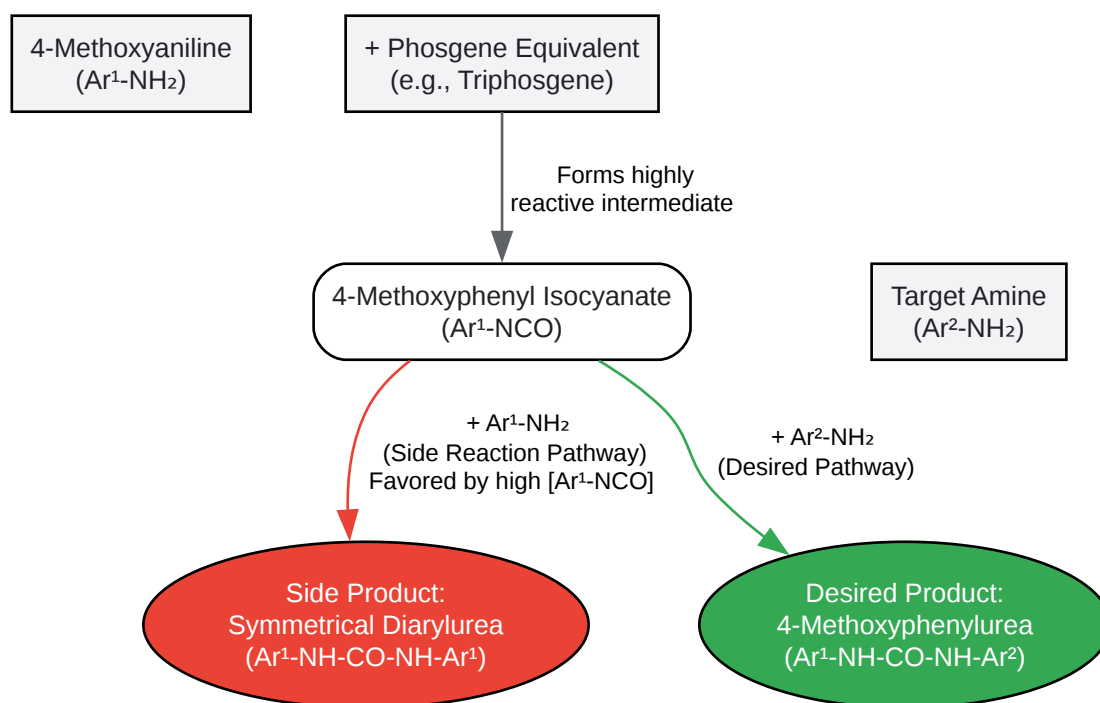 4-Methoxyaniline
(Ar¹-NH₂)
+ Phosgene Equivalent
(e.g., Triphosgene)
Forms highly
reactive intermediate
4-Methoxyphenyl Isocyanate
(Ar¹-NCO)
Target Amine
(Ar²-NH₂)
+ Ar¹-NH₂
(Side Reaction Pathway)
Favored by high [Ar¹-NCO]
+ Ar²-NH₂
(Desired Pathway)
Side Product:
Symmetrical Diarylurea
(Ar¹-NH-CO-NH-Ar¹)
Desired Product:
4-Methoxyphenylurea
(Ar¹-NH-CO-NH-Ar²)